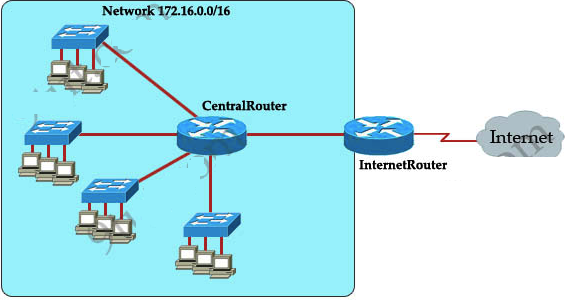 Network 172.16.0.0/16
CentralRouter
InternetRouter
Internet